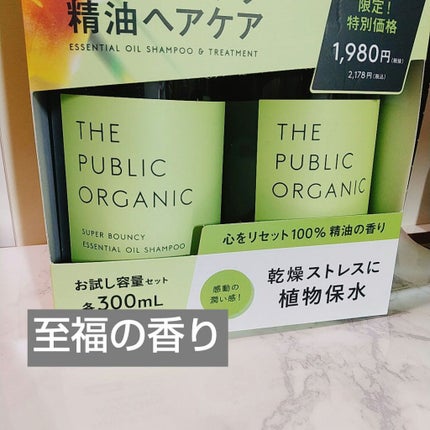 精油ヘアケア
ESSENTIAL OIL SHAMPOO & TREATMENT
限定!
特別価格
1,980円(税抜)
2,178円(税込)
THE
PUBLIC
ORGANIC
SUPER BOUNCY
ESSENTIAL OIL SHAMPOO
THE
PUBLIC
ORGANIC
心をリセット100%精油の香り
お試し容量セット
各300mL
感動の
潤い感!
乾燥ストレスに
植物保水
至福の香り